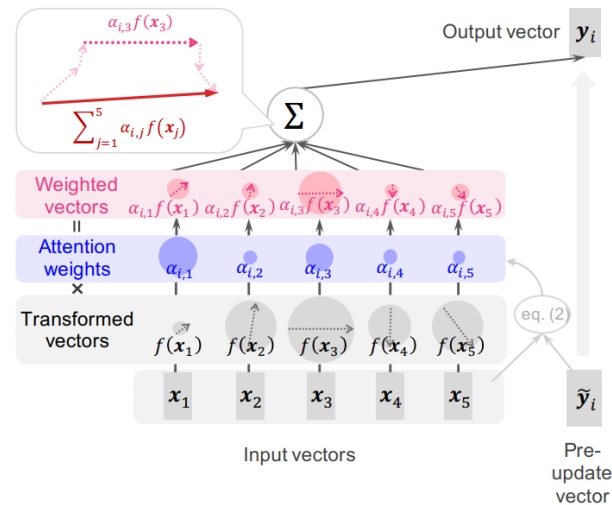 α_{i,3}f(x_3)
Output vector y_i
∑_{j=1}^{5} α_{i,j}f(x_j)
Σ
Weighted
vectors
α_{i,1}f(x_1) α_{i,2}f(x_2) α_{i,3}f(x_3) α_{i,4}f(x_4) α_{i,5}f(x_5)
=
Attention
weights
α_{i,1} α_{i,2} α_{i,3} α_{i,4} α_{i,5}
×
Transformed
vectors
f(x_1) f(x_2) f(x_3) f(x_4) f(x_5)
eq. (2)
x_1 x_2 x_3 x_4 x_5
ỹ_i
Input vectors
Pre-
update
vector